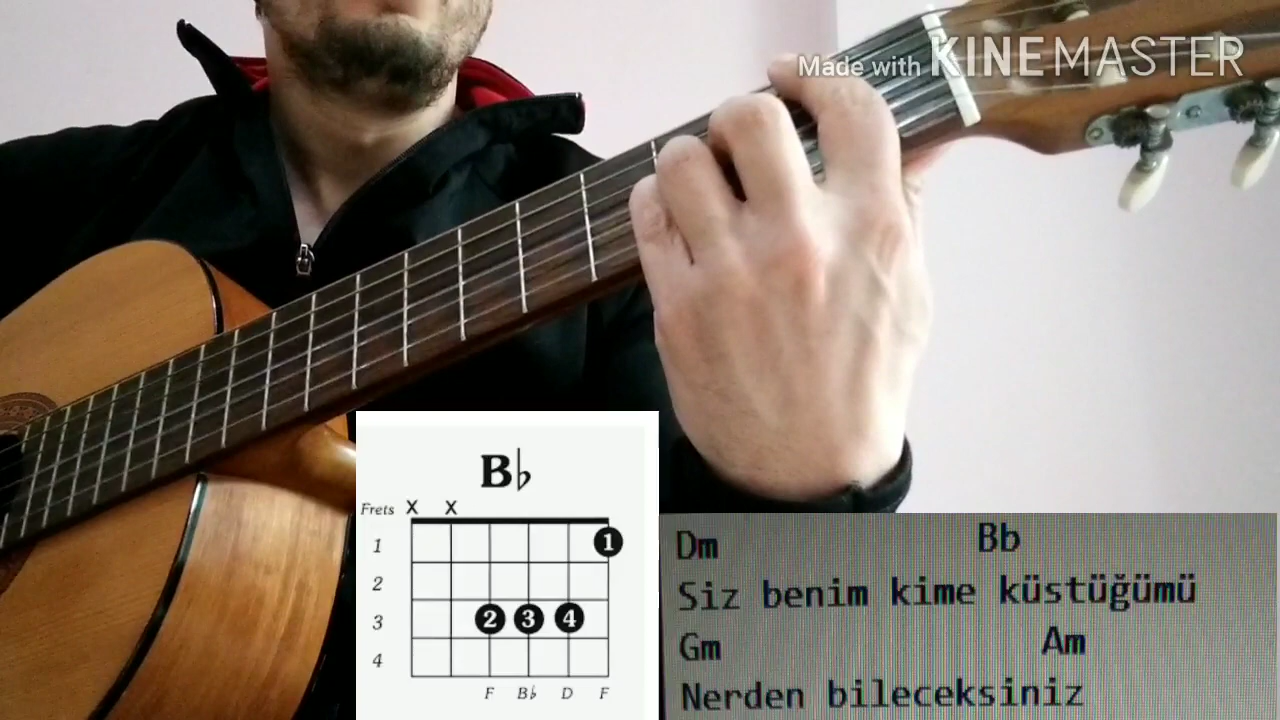 Made with KINEMASTER
B♭
Frets X X
1 1
2
3 2 3 4
4
F B♭ D F
Dm Bb
Siz benim kime küstüğümü
Gm Am
Nerden bileceksiniz